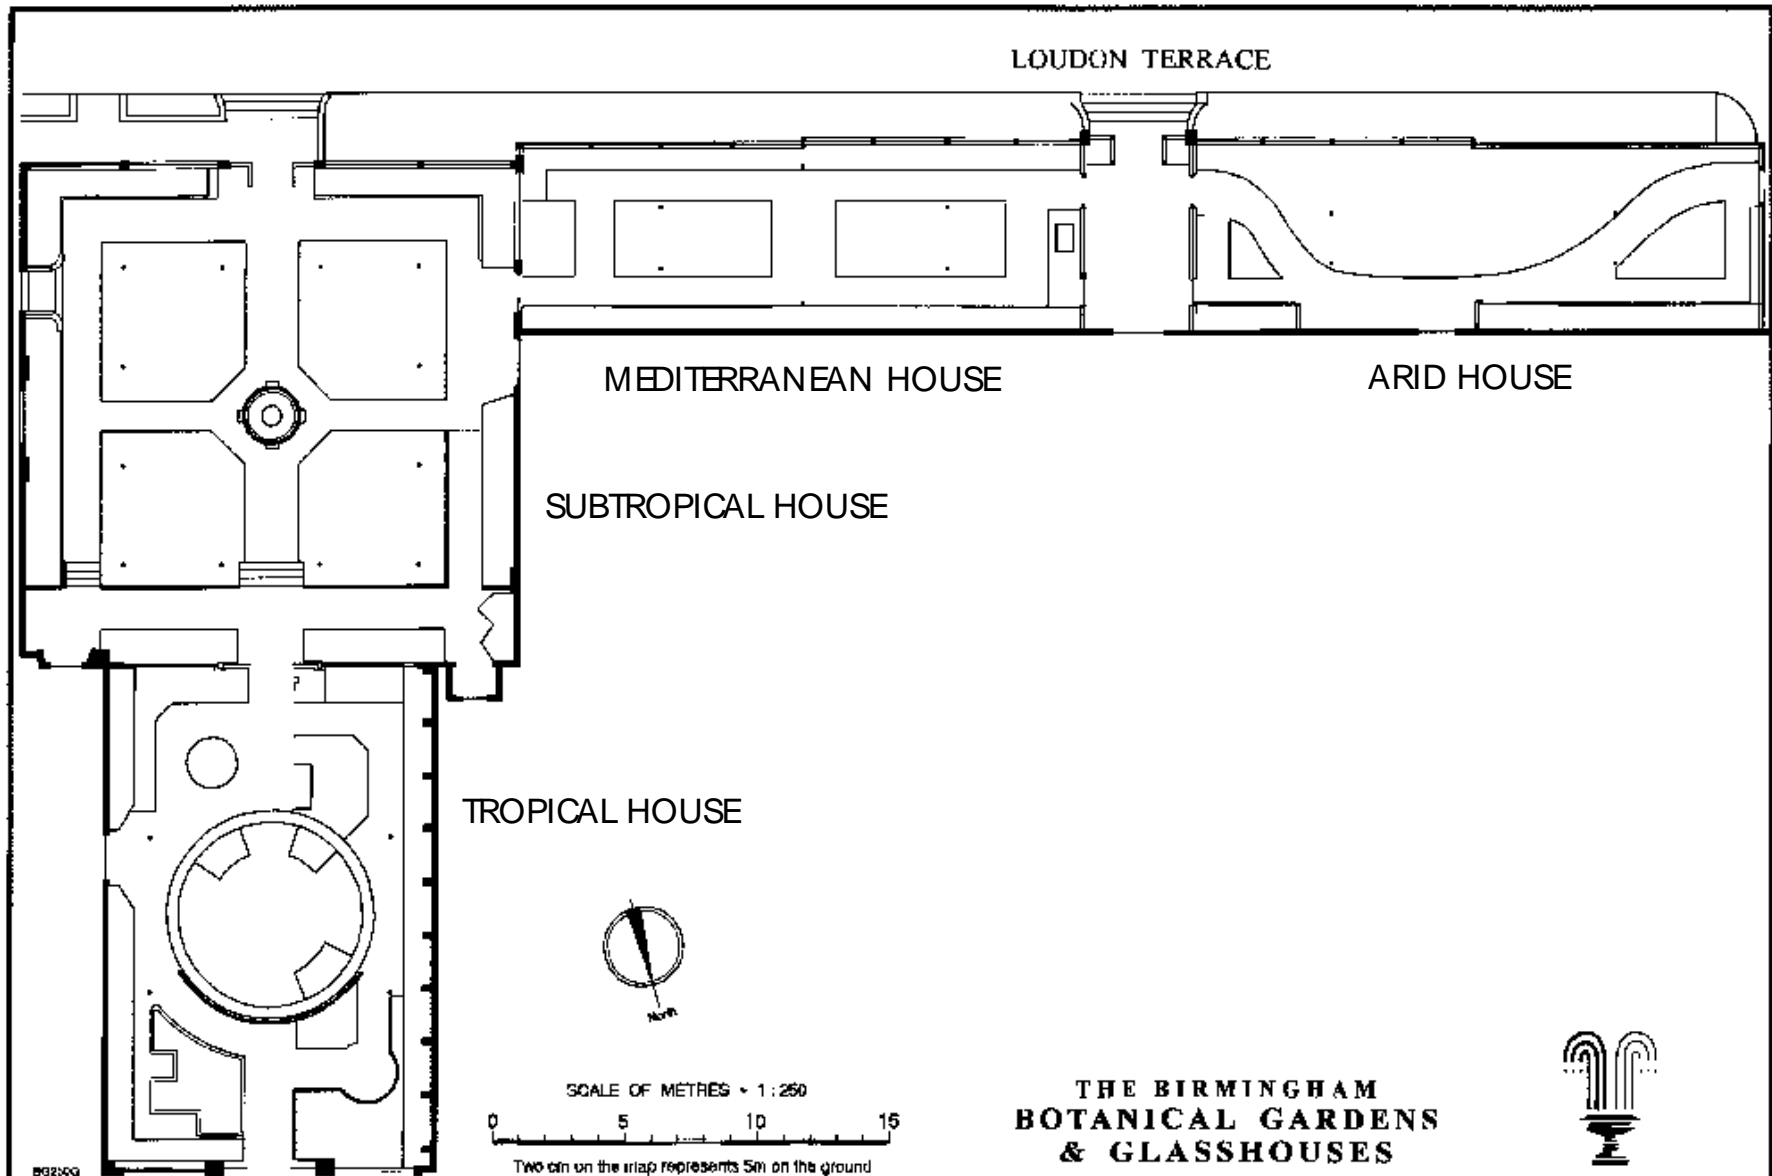 LOUDON TERRACE
MEDITERRANEAN HOUSE
ARID HOUSE
SUBTROPICAL HOUSE
TROPICAL HOUSE
North
SCALE OF METRES - 1:250
0 5 10 15
Two cm on the map represents 5m on the ground
THE BIRMINGHAM
BOTANICAL GARDENS
& GLASSHOUSES